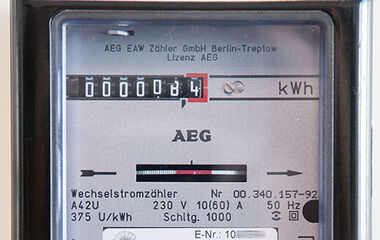 AEG EAW Zähler GmbH Berlin-Treptow
Lizenz AEG
0000084 kWh
AEG
Wechselstromzähler Nr 00.340.157-92
A42U 230 V 10(60) A 50 Hz
375 U/kWh Schltg. 1000
E-Nr.: 10